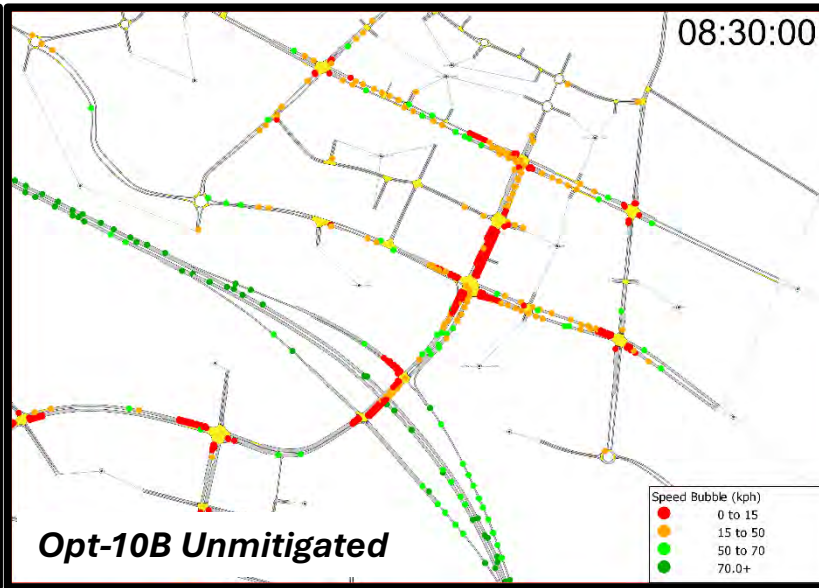 08:30:00
Speed Bubble (kph)
0 to 15
15 to 50
50 to 70
70.0+
Opt-10B Unmitigated